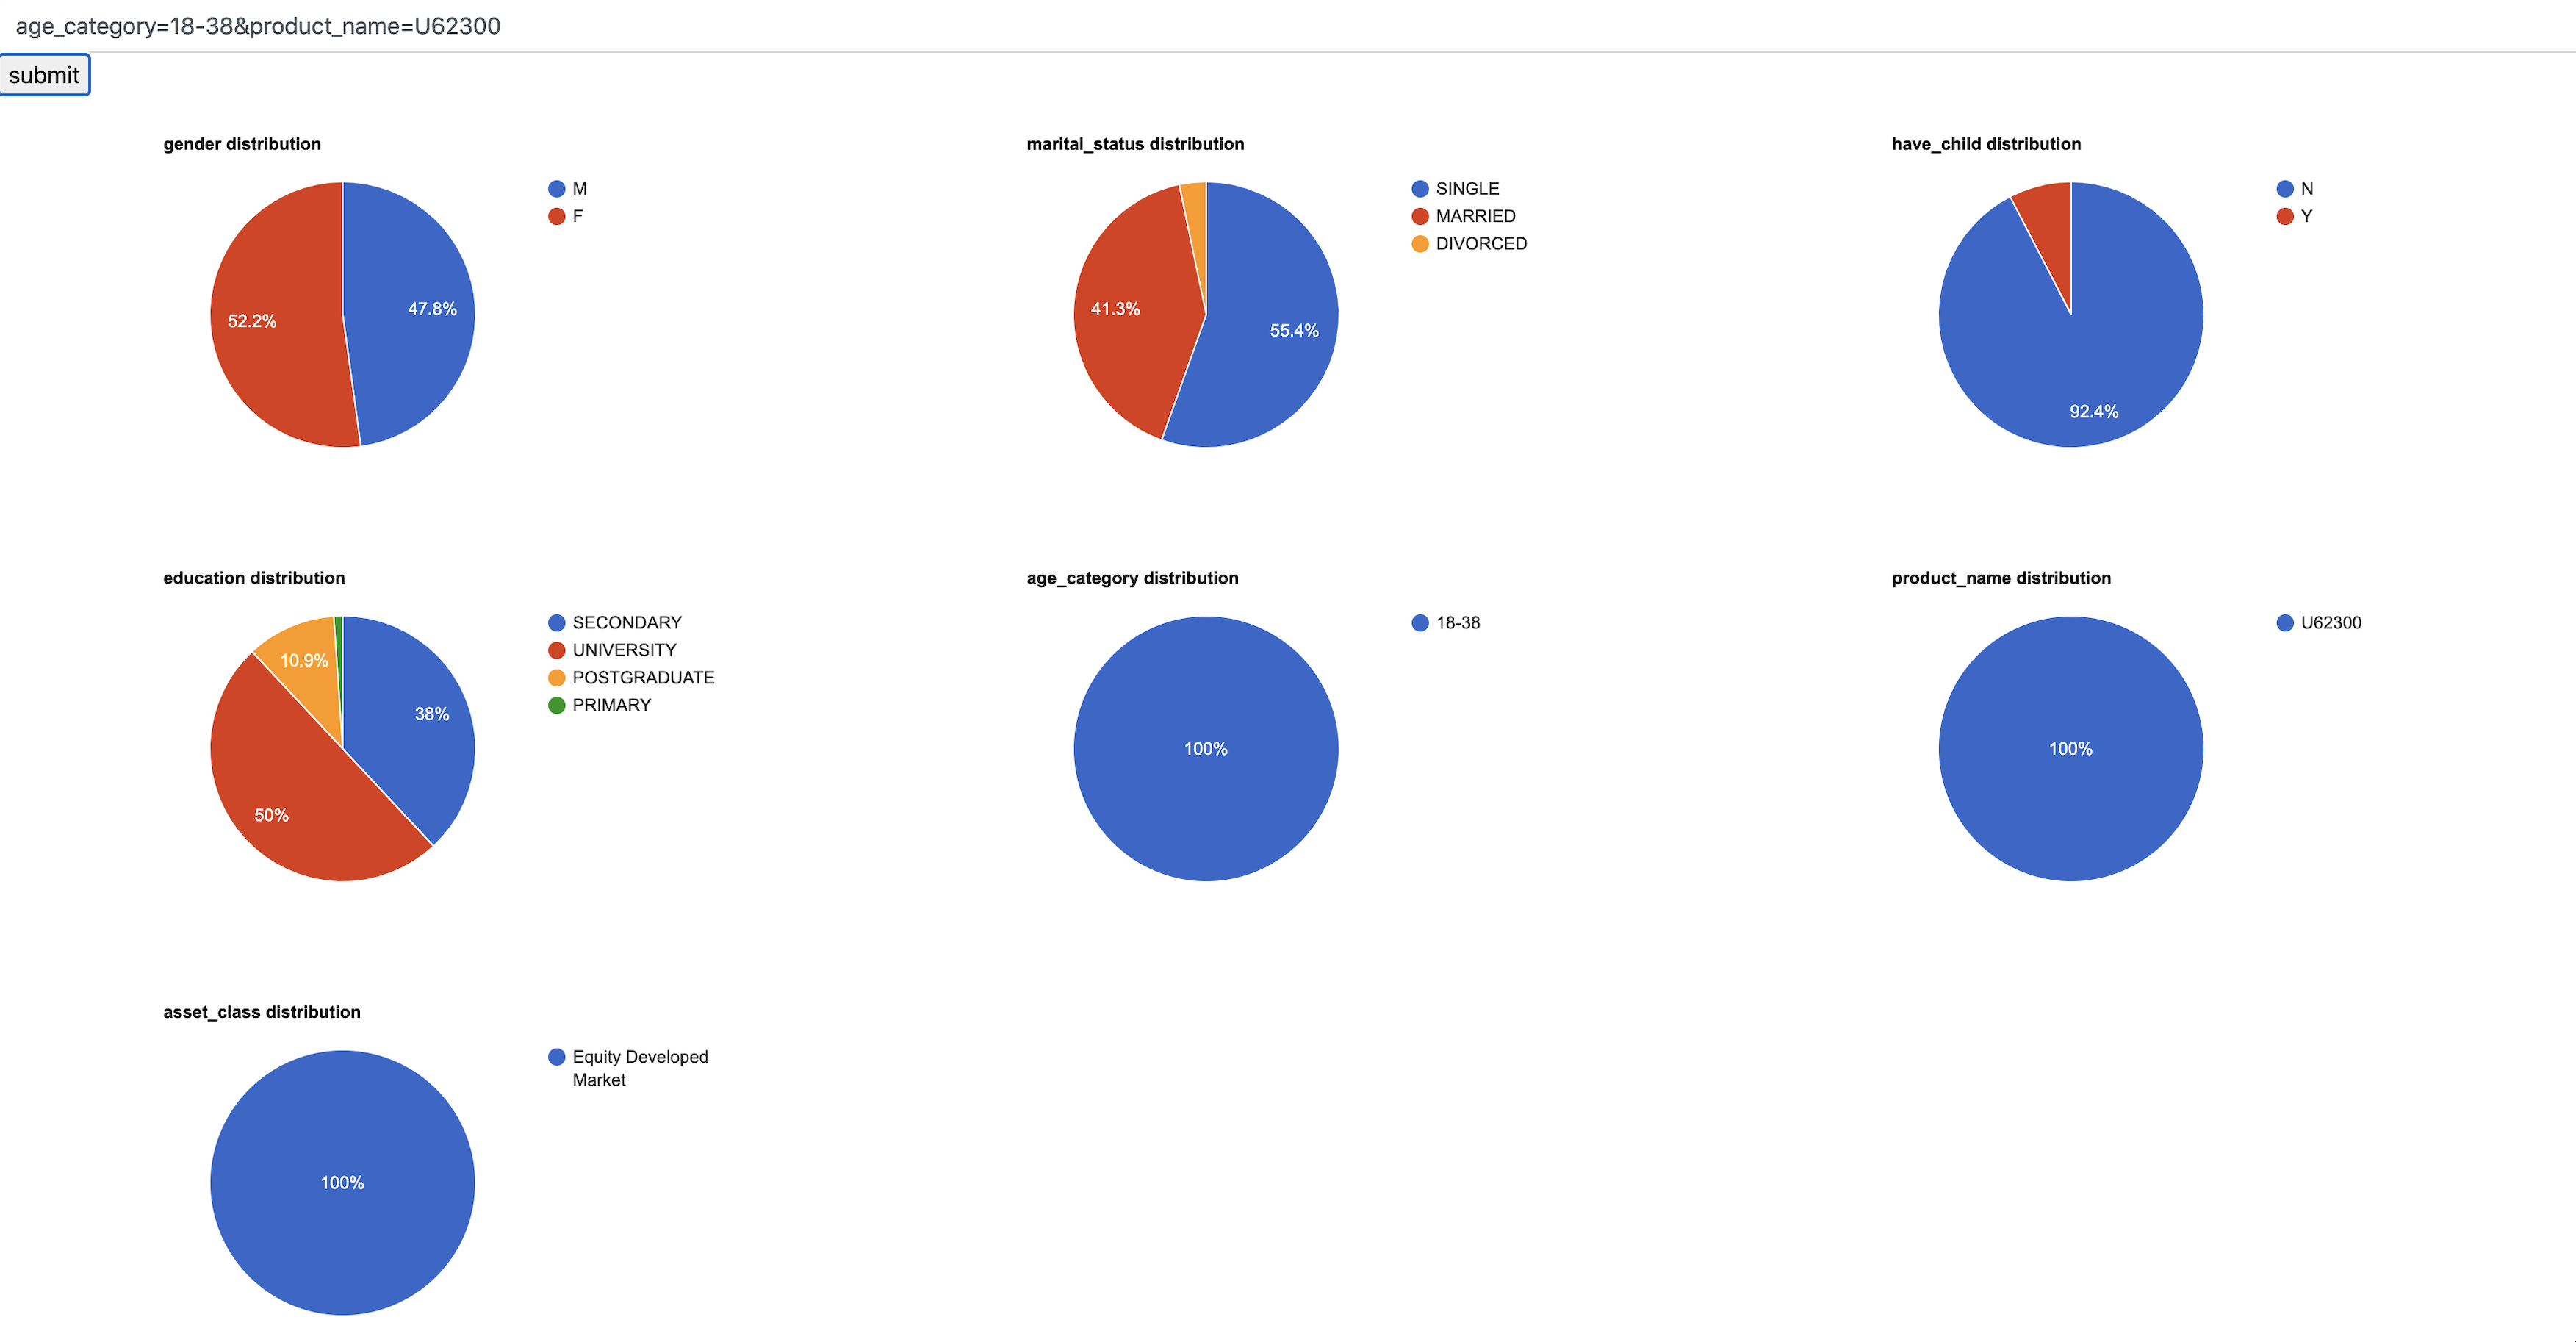 age_category=18-38&product_name=U62300
submit
gender distribution
M
F
47.8%
52.2%
marital_status distribution
SINGLE
MARRIED
DIVORCED
41.3%
55.4%
have_child distribution
N
Y
92.4%
education distribution
SECONDARY
UNIVERSITY
POSTGRADUATE
PRIMARY
10.9%
38%
50%
age_category distribution
18-38
100%
product_name distribution
U62300
100%
asset_class distribution
Equity Developed
Market
100%